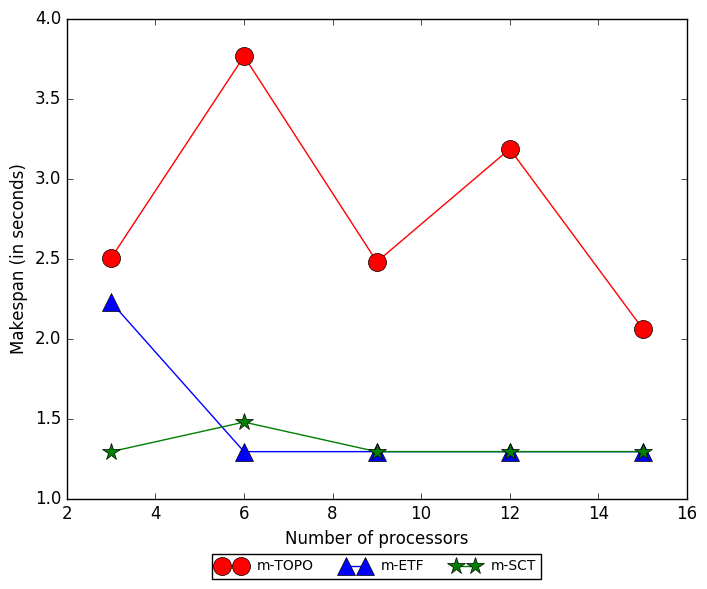 4.0
3.5
3.0
2.5
2.0
1.5
1.0
Makespan (in seconds)
2 4 6 8 10 12 14 16
Number of processors
m-TOPO m-ETF m-SCT